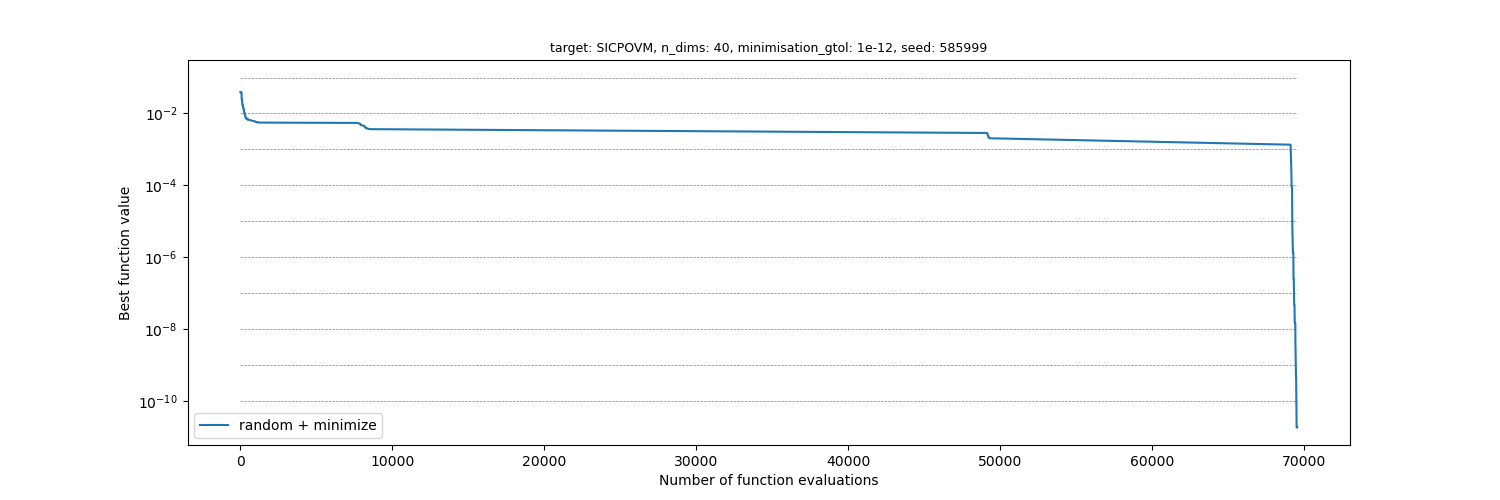 target: SICPOVM, n_dims: 40, minimisation_gtol: 1e-12, seed: 585999
Best function value
10⁻²
10⁻⁴
10⁻⁶
10⁻⁸
10⁻¹⁰
random + minimize
0 10000 20000 30000 40000 50000 60000 70000
Number of function evaluations